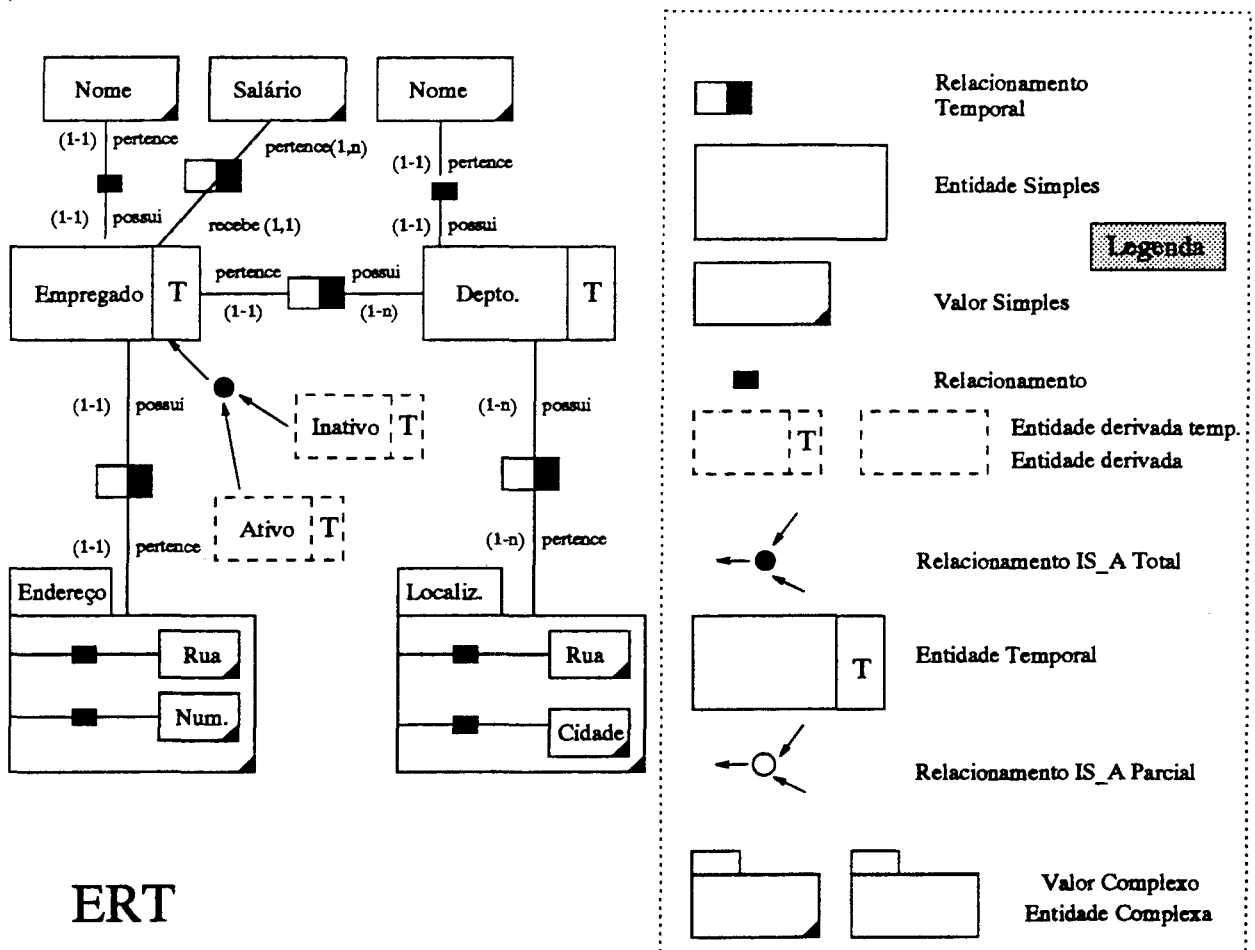 Nome
Salário
Nome
(1-1) pertence
pertence(1,n)
(1-1) pertence
(1-1) possui
recebe (1,1)
(1-1) possui
Empregado T
pertence
(1-1)
possui
(1-n)
Depto. T
(1-1) possui
Inativo T
(1-n) possui
Ativo T
(1-1) pertence
(1-n) pertence
Endereço
Rua
Num.
Localiz.
Rua
Cidade
ERT
Relacionamento
Temporal
Entidade Simples
Legenda
Valor Simples
Relacionamento
T
Entidade derivada temp.
Entidade derivada
Relacionamento IS_A Total
T
Entidade Temporal
Relacionamento IS_A Parcial
Valor Complexo
Entidade Complexa